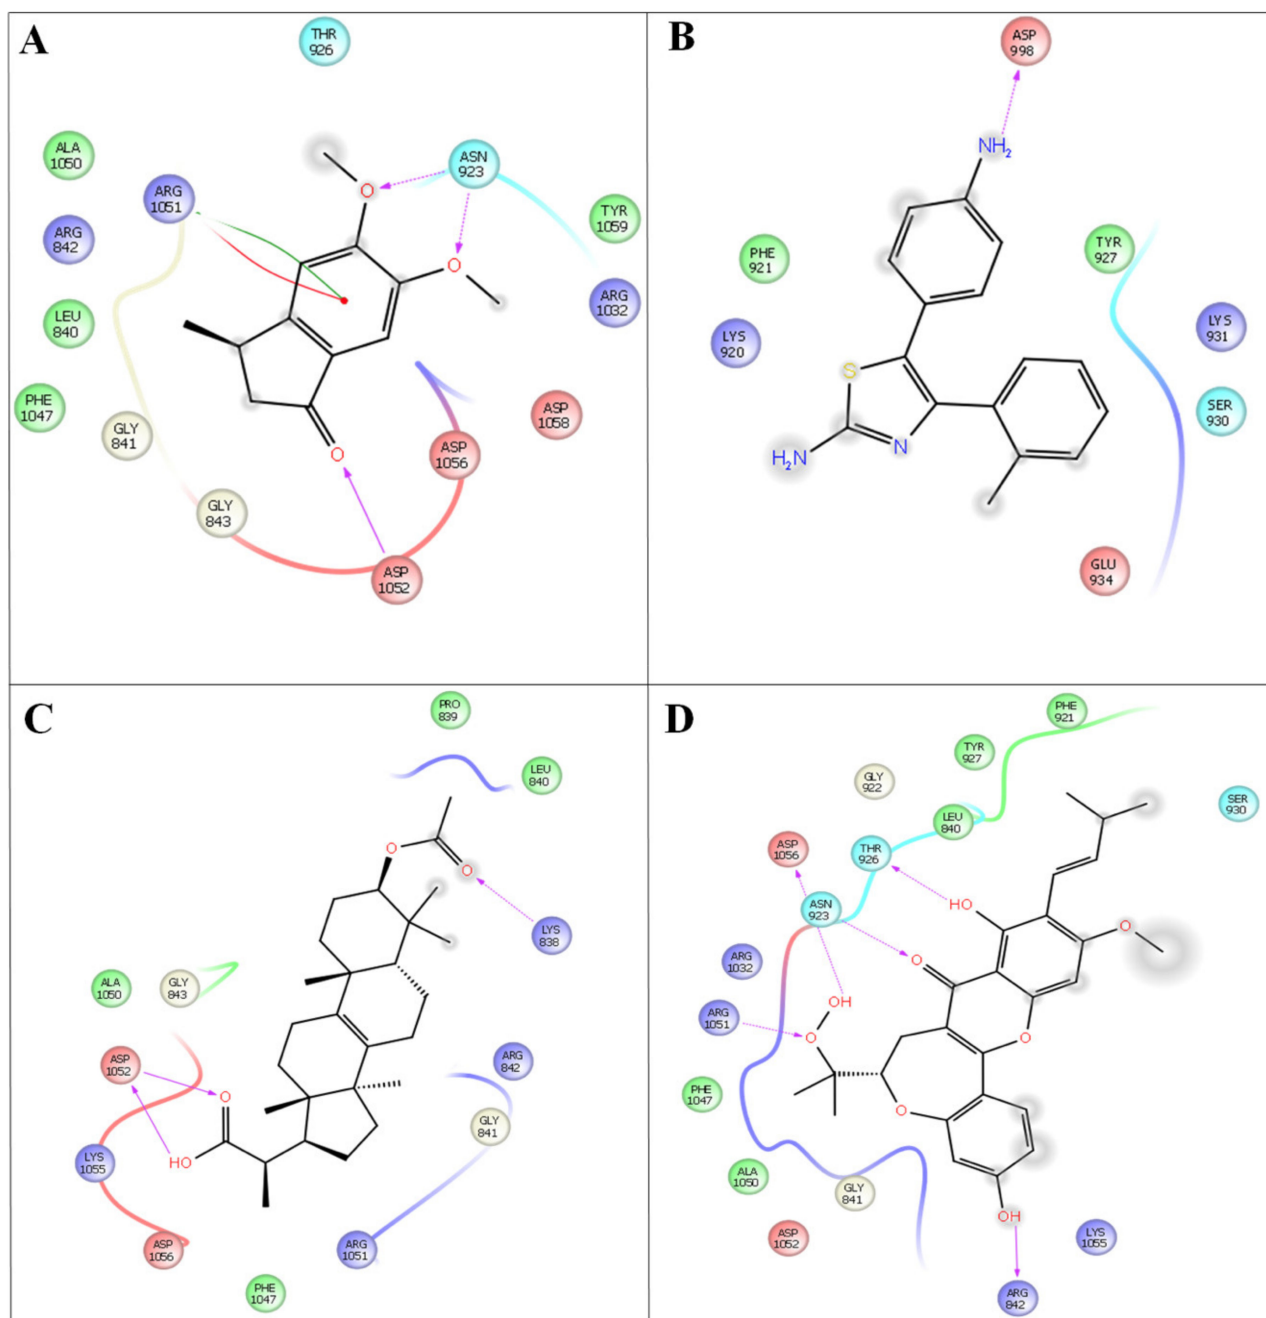 A
THR
926
ALA
1050
ARG
1051
ASN
923
ARG
842
TYR
1059
LEU
840
ARG
1032
PHE
1047
GLY
841
ASP
1058
ASP
1056
GLY
843
ASP
1052
O
O
O
B
ASP
998
NH2
PHE
921
TYR
927
LYS
920
LYS
931
SER
930
S
N
H2N
GLU
934
C
PRO
839
LEU
840
O
O
LYS
838
ALA
1050
GLY
843
ASP
1052
ARG
842
O
GLY
841
HO
LYS
1055
ASP
1056
ARG
1051
PHE
1047
D
PHE
921
TYR
927
GLY
922
SER
930
LEU
840
ASP
1056
THR
926
ASN
923
HO
O
ARG
1032
O
OH
ARG
1051
O
O
PHE
1047
O
ALA
1050
GLY
841
OH
ASP
1052
LYS
1055
ARG
842